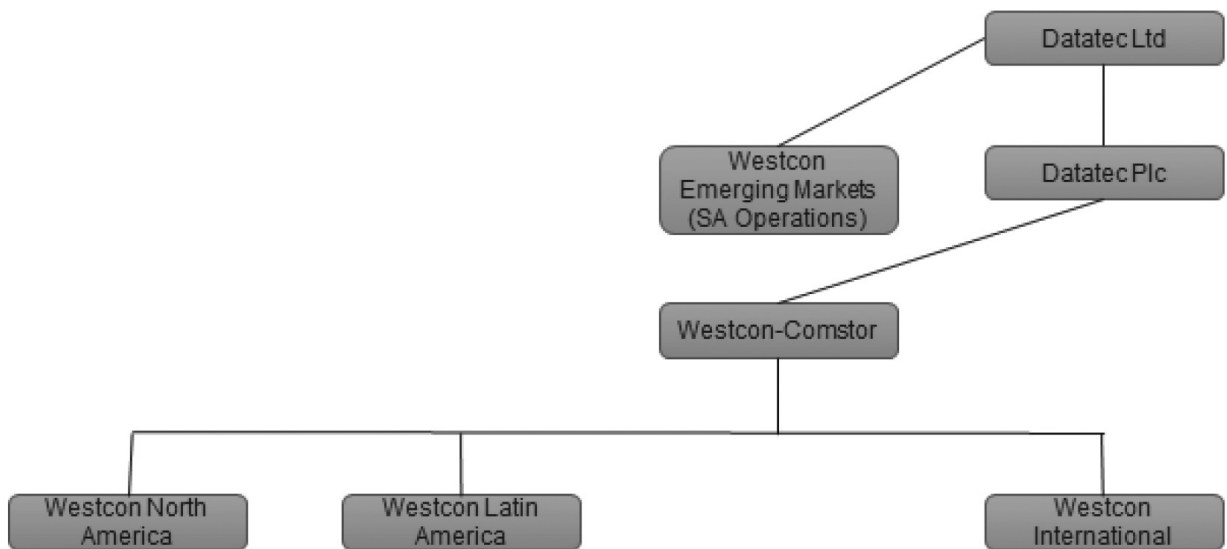 Datatec Ltd
Westcon
Emerging Markets
(SA Operations)
Datatec Plc
Westcon-Comstor
Westcon North
America
Westcon Latin
America
Westcon
International